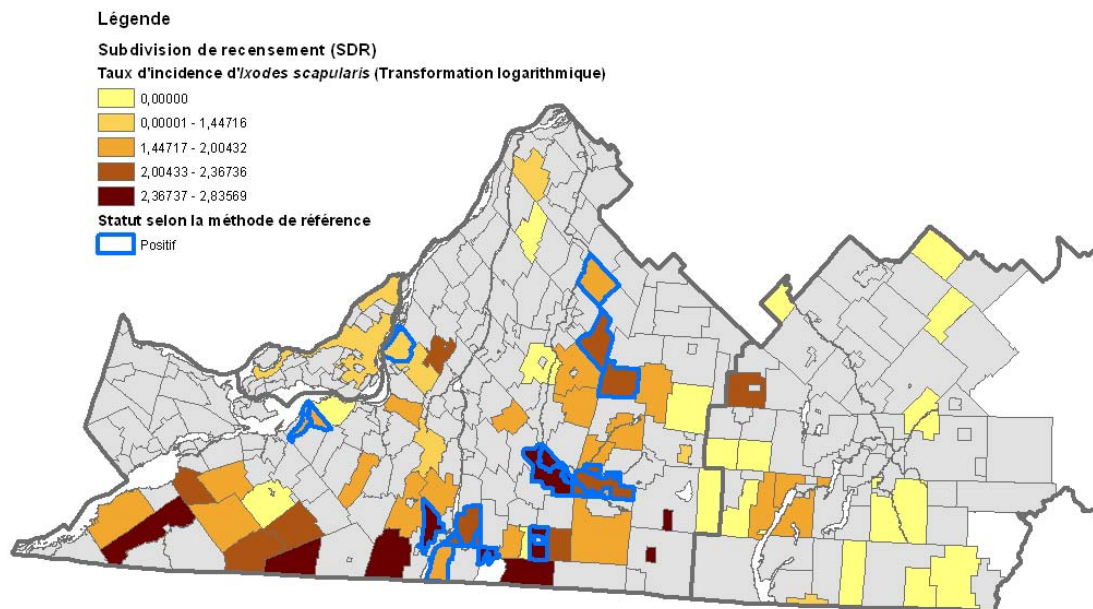 Légende
Subdivision de recensement (SDR)
Taux d'incidence d'Ixodes scapularis (Transformation logarithmique)
0,00000
0,00001 - 1,44716
1,44717 - 2,00432
2,00433 - 2,36736
2,36737 - 2,83569
Statut selon la méthode de référence
Positif